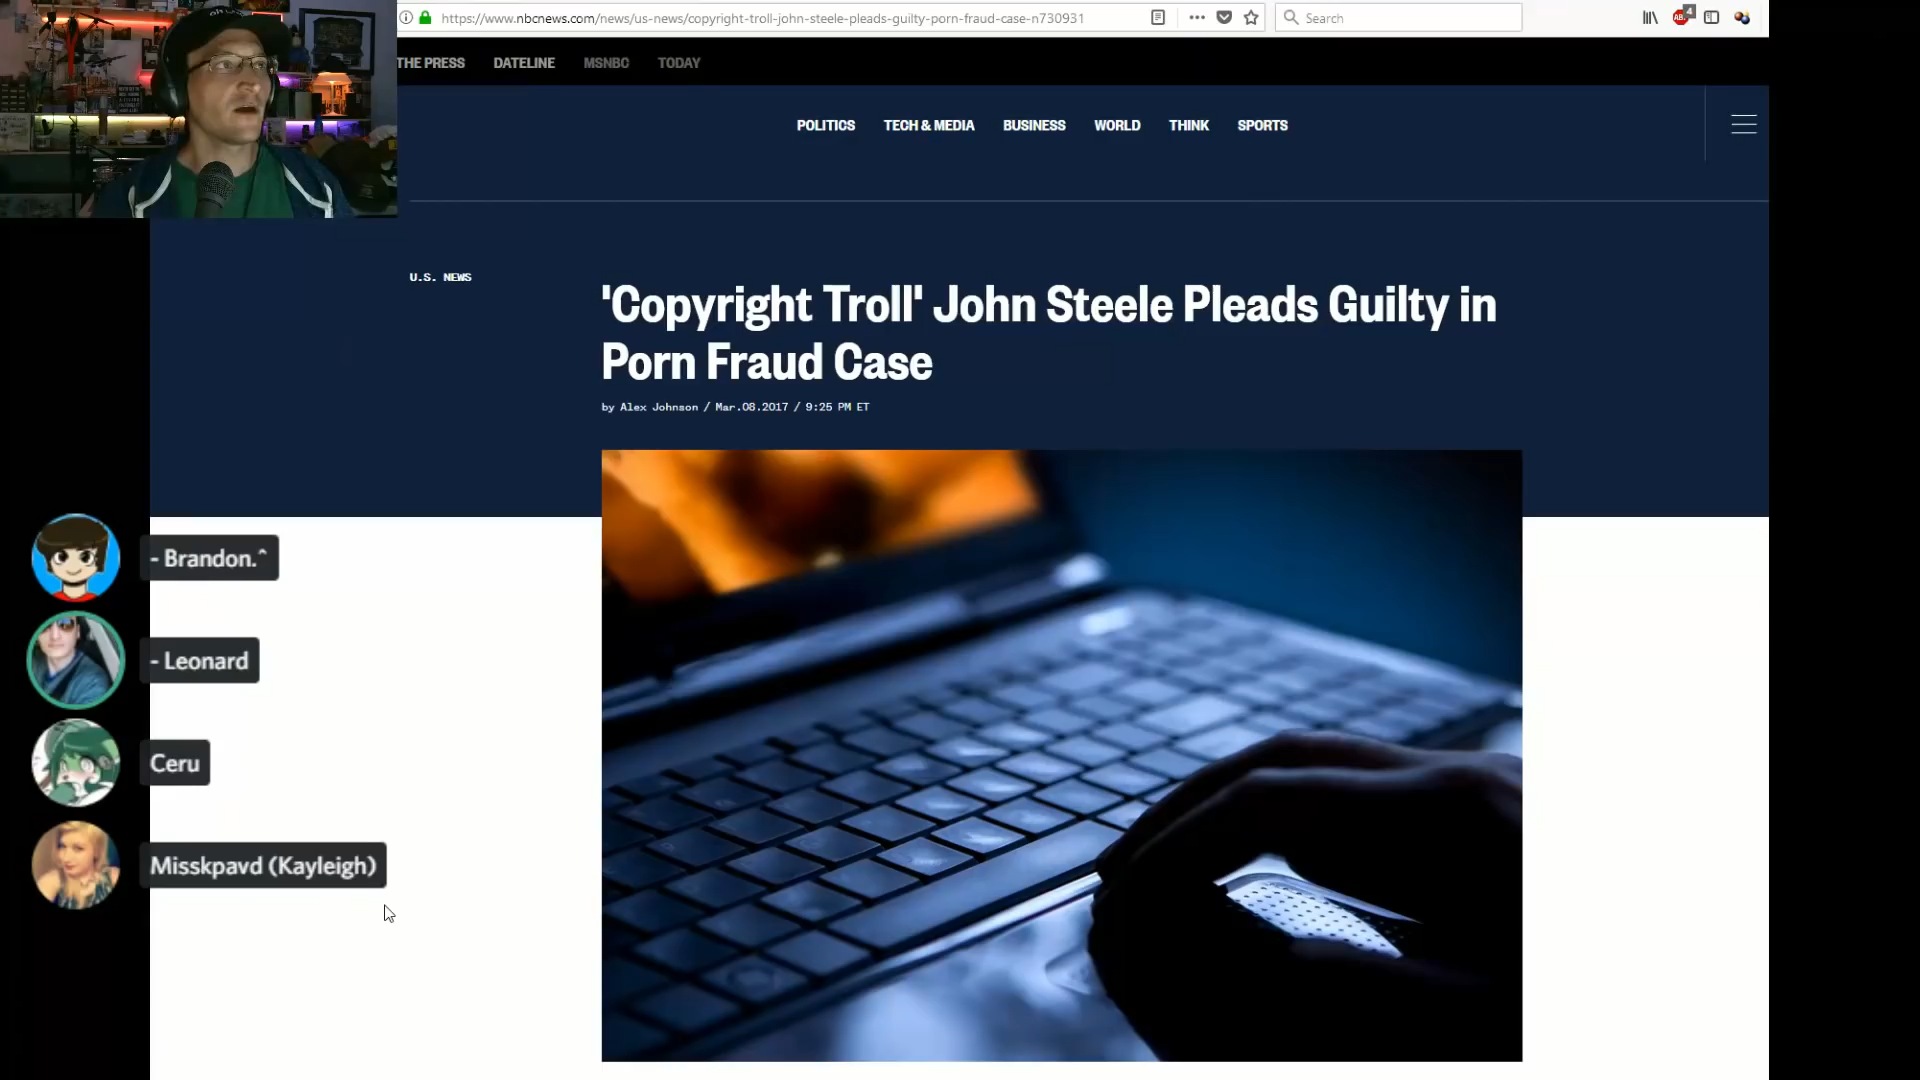 https://www.nbcnews.com/news/us-news/copyright-troll-john-steele-pleads-guilty-porn-fraud-case-n730931
Search
4
THE PRESS
DATELINE
MSNBC
TODAY
POLITICS
TECH & MEDIA
BUSINESS
WORLD
THINK
SPORTS
U.S. NEWS
'Copyright Troll' John Steele Pleads Guilty in
Porn Fraud Case
by Alex Johnson / Mar.08.2017 / 9:25 PM ET
- Brandon.^
- Leonard
Ceru
Misskpavd (Kayleigh)